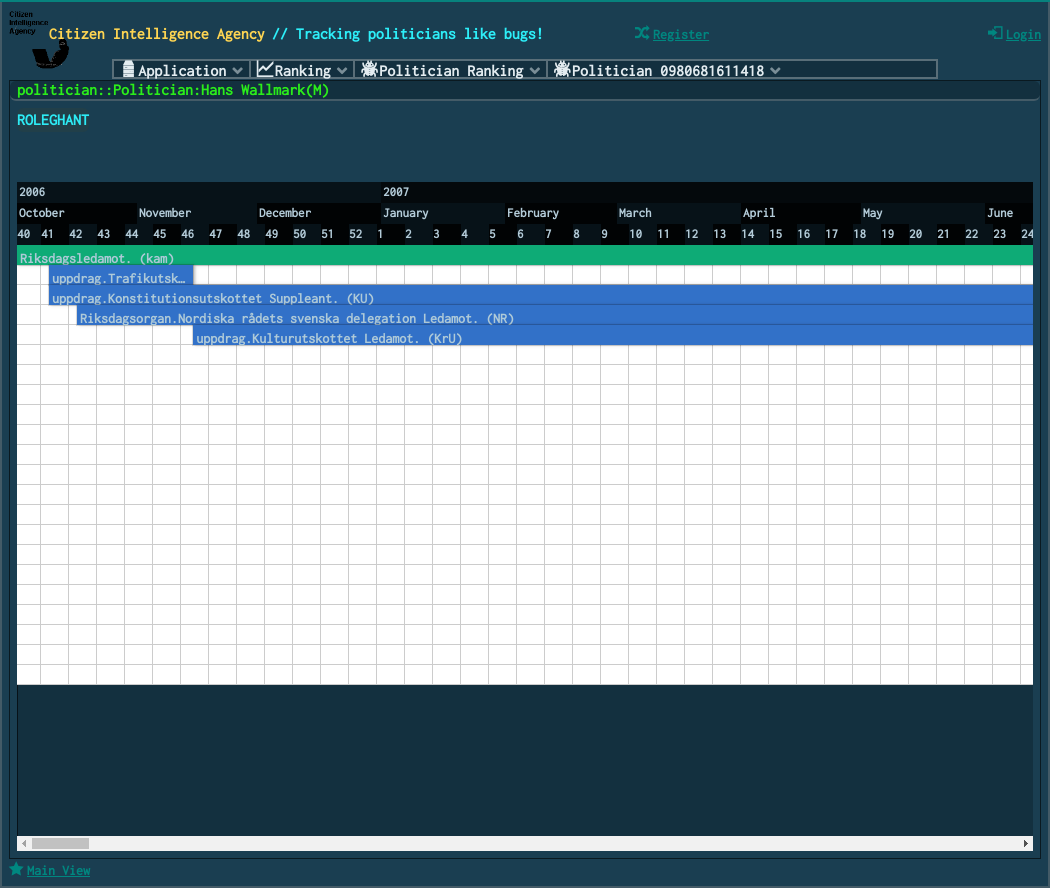 Citizen
Intelligence
Agency
Citizen Intelligence Agency // Tracking politicians like bugs!
Register
Login
Application
Ranking
Politician Ranking
Politician 0980681611418
politician::Politician:Hans Wallmark(M)
ROLEGHANT
2006 2007
October November December January February March April May June
40 41 42 43 44 45 46 47 48 49 50 51 52 1 2 3 4 5 6 7 8 9 10 11 12 13 14 15 16 17 18 19 20 21 22 23 24
Riksdagsledamot. (kam)
uppdrag.Trafikutsk…
uppdrag.Konstitutionsutskottet Suppleant. (KU)
Riksdagsorgan.Nordiska rådets svenska delegation Ledamot. (NR)
uppdrag.Kulturutskottet Ledamot. (KrU)
Main View